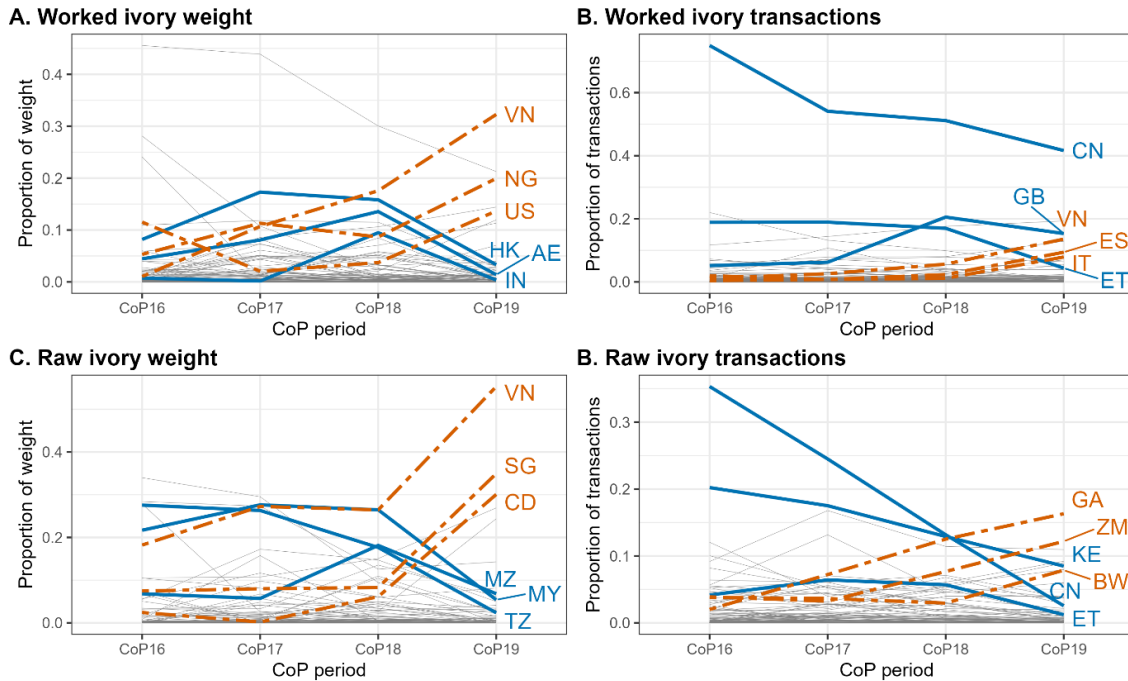 A. Worked ivory weight
Proportion of weight
0.4
0.3
0.2
0.1
0.0
VN
NG
US
HK
AE
IN
CoP16
CoP17
CoP18
CoP19
CoP period
B. Worked ivory transactions
Proportion of transactions
0.6
0.4
0.2
0.0
CN
GB
VN
ES
IT
ET
CoP16
CoP17
CoP18
CoP19
CoP period
C. Raw ivory weight
Proportion of weight
0.4
0.2
0.0
VN
SG
CD
MZ
MY
TZ
CoP16
CoP17
CoP18
CoP19
CoP period
B. Raw ivory transactions
Proportion of transactions
0.3
0.2
0.1
0.0
GA
ZM
KE
BW
CN
ET
CoP16
CoP17
CoP18
CoP19
CoP period